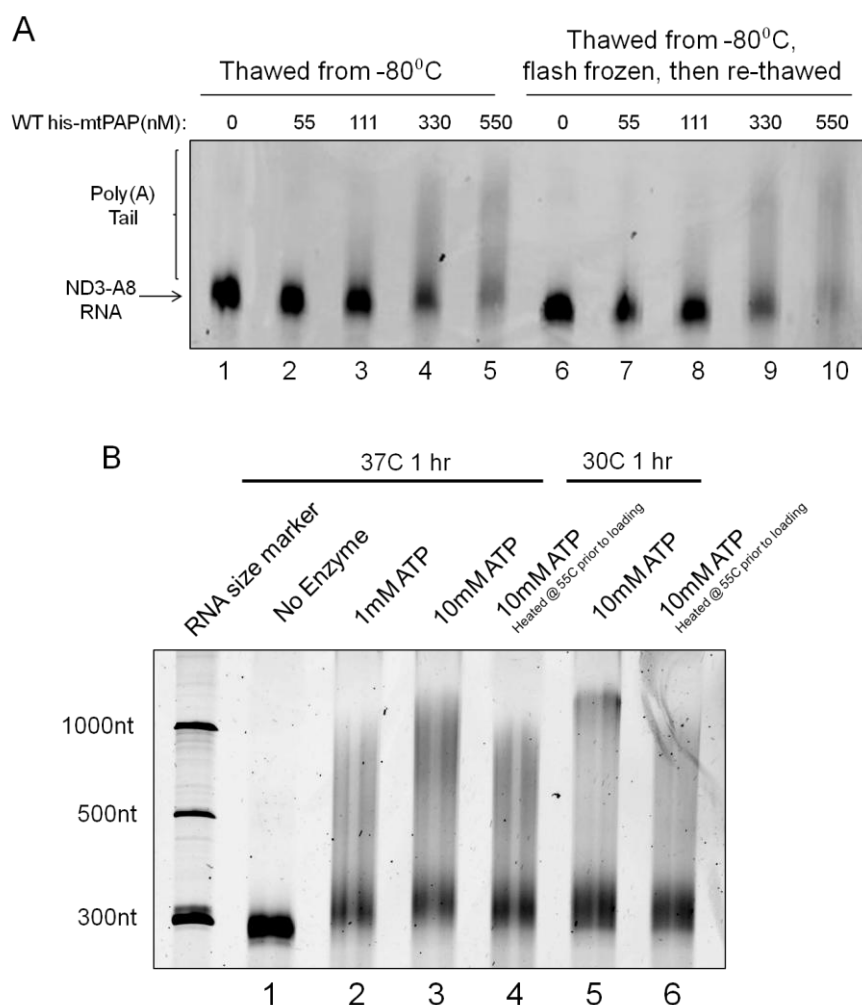 A
Thawed from -80⁰C
Thawed from -80⁰C,
flash frozen, then re-thawed
WT his-mtPAP(nM): 0 55 111 330 550 0 55 111 330 550
Poly(A)
Tail
ND3-A8
RNA
1 2 3 4 5 6 7 8 9 10
B
37C 1 hr
30C 1 hr
RNA size marker
No Enzyme
1mM ATP
10mM ATP
10mM ATP
Heated @ 55C prior to loading
10mM ATP
10mM ATP
Heated @ 55C prior to loading
1000nt
500nt
300nt
1 2 3 4 5 6